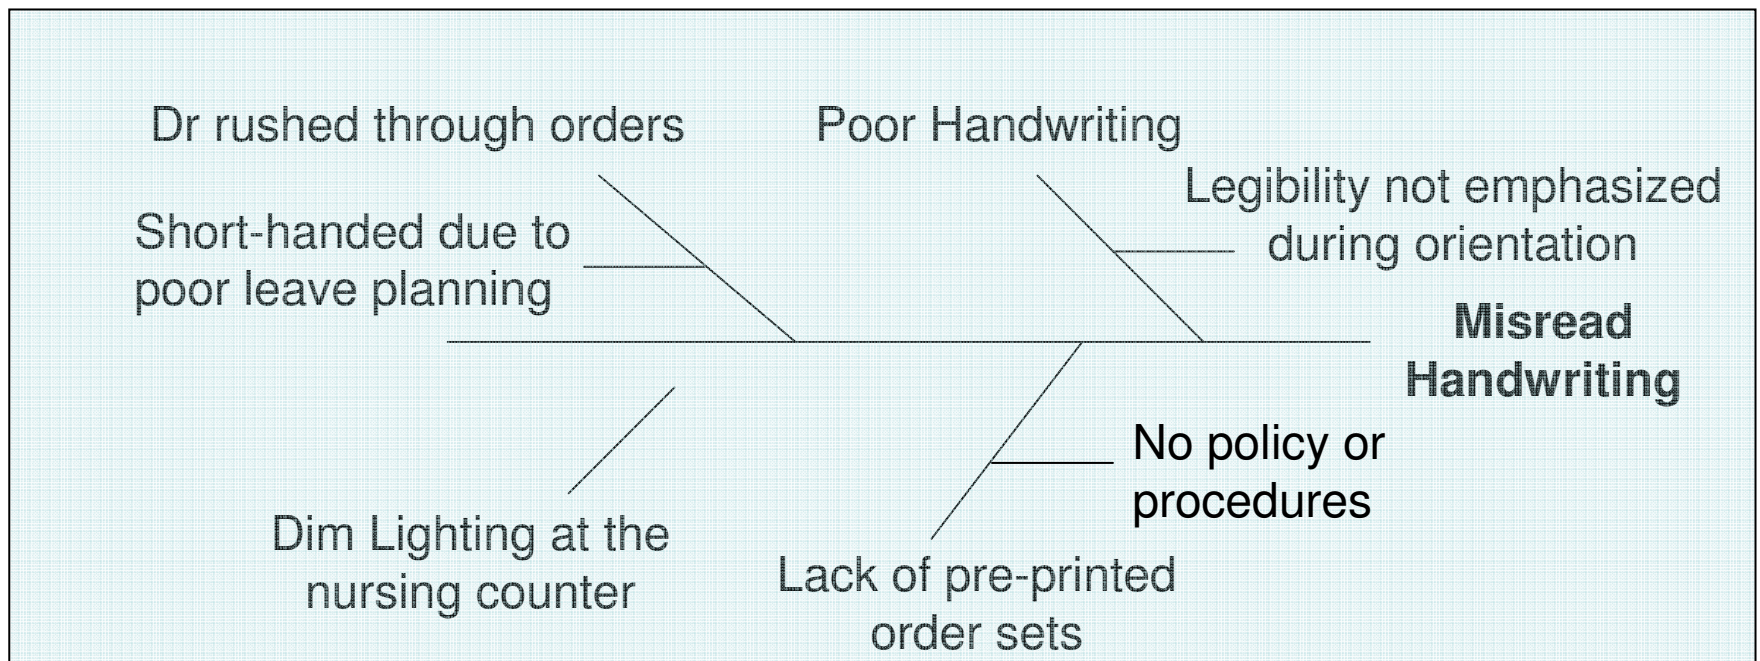 Dr rushed through orders
Poor Handwriting
Short-handed due to
poor leave planning
Legibility not emphasized
during orientation
Misread
Handwriting
No policy or
procedures
Dim Lighting at the
nursing counter
Lack of pre-printed
order sets